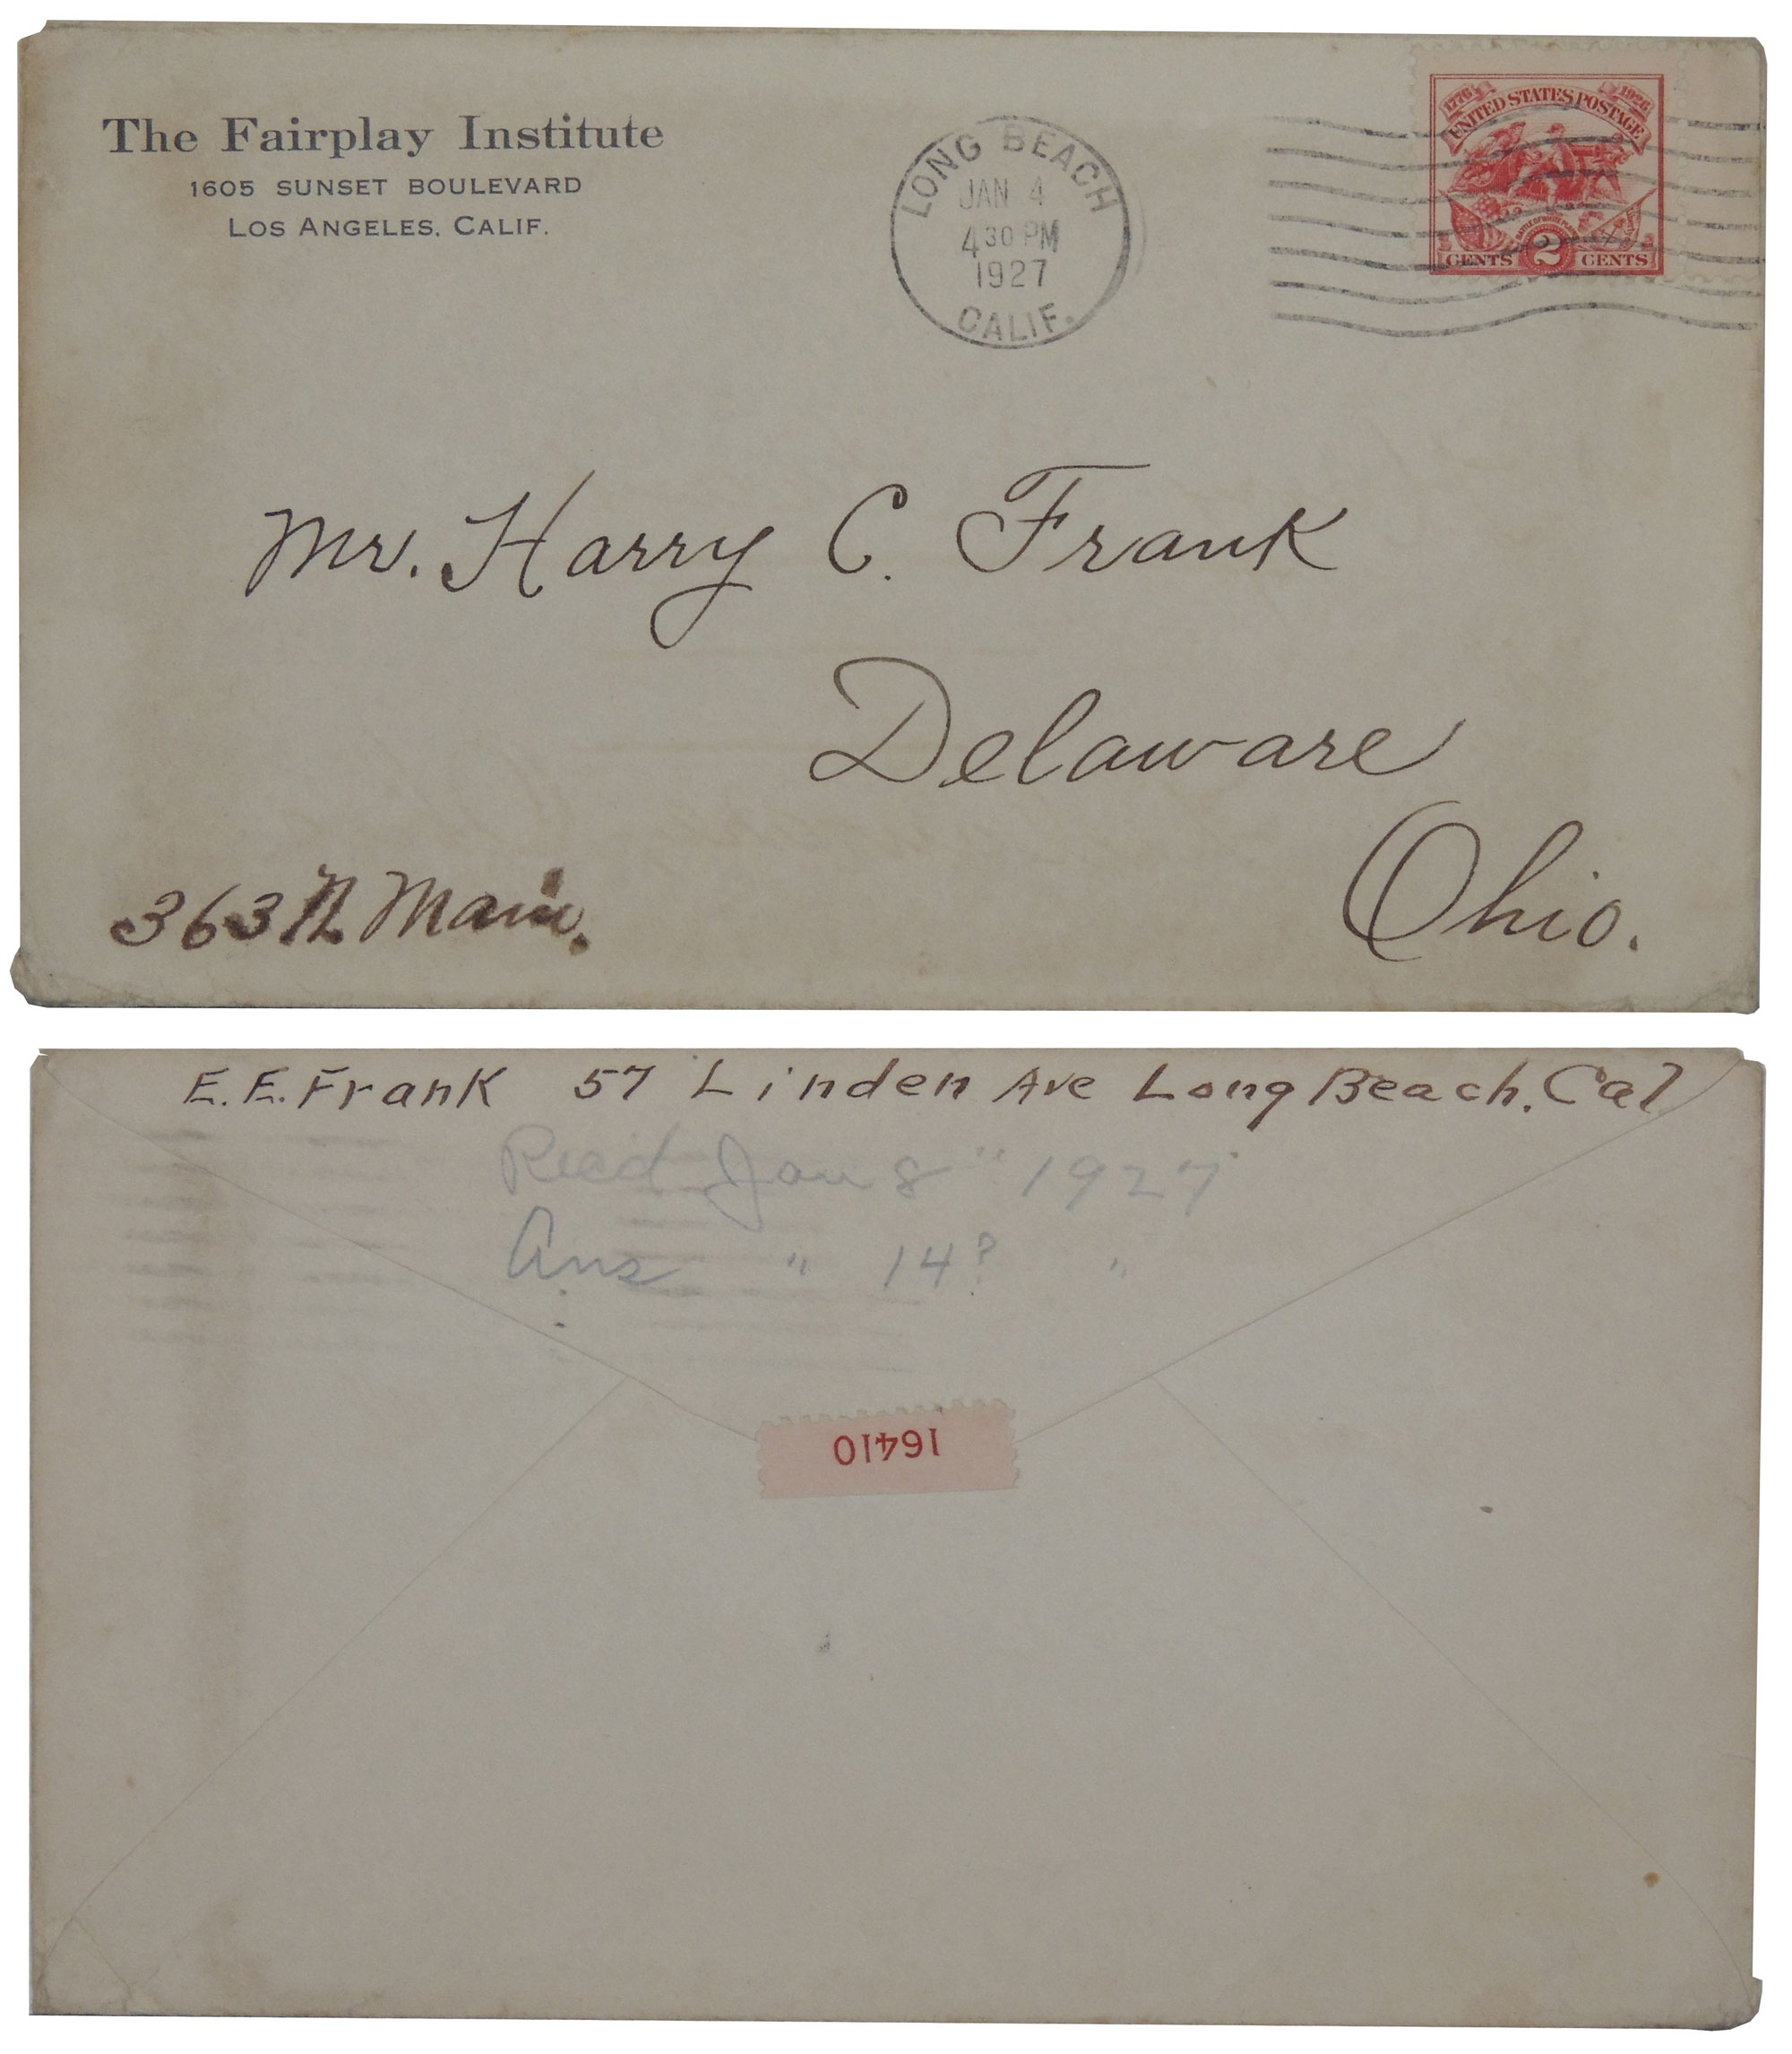 The Fairplay Institute
1605 SUNSET BOULEVARD
LOS ANGELES, CALIF.
LONG BEACH
JAN 4
4 30 PM
1927
CALIF.
1776 1926
UNITED STATES POSTAGE
CENTS 2 CENTS
Mr. Harry C. Frank
Delaware
Ohio.
363 N Main.
E. E. Frank 57 Linden Ave Long Beach. Cal
Recd Jan 8" 1927
Ans " 14? "
16410